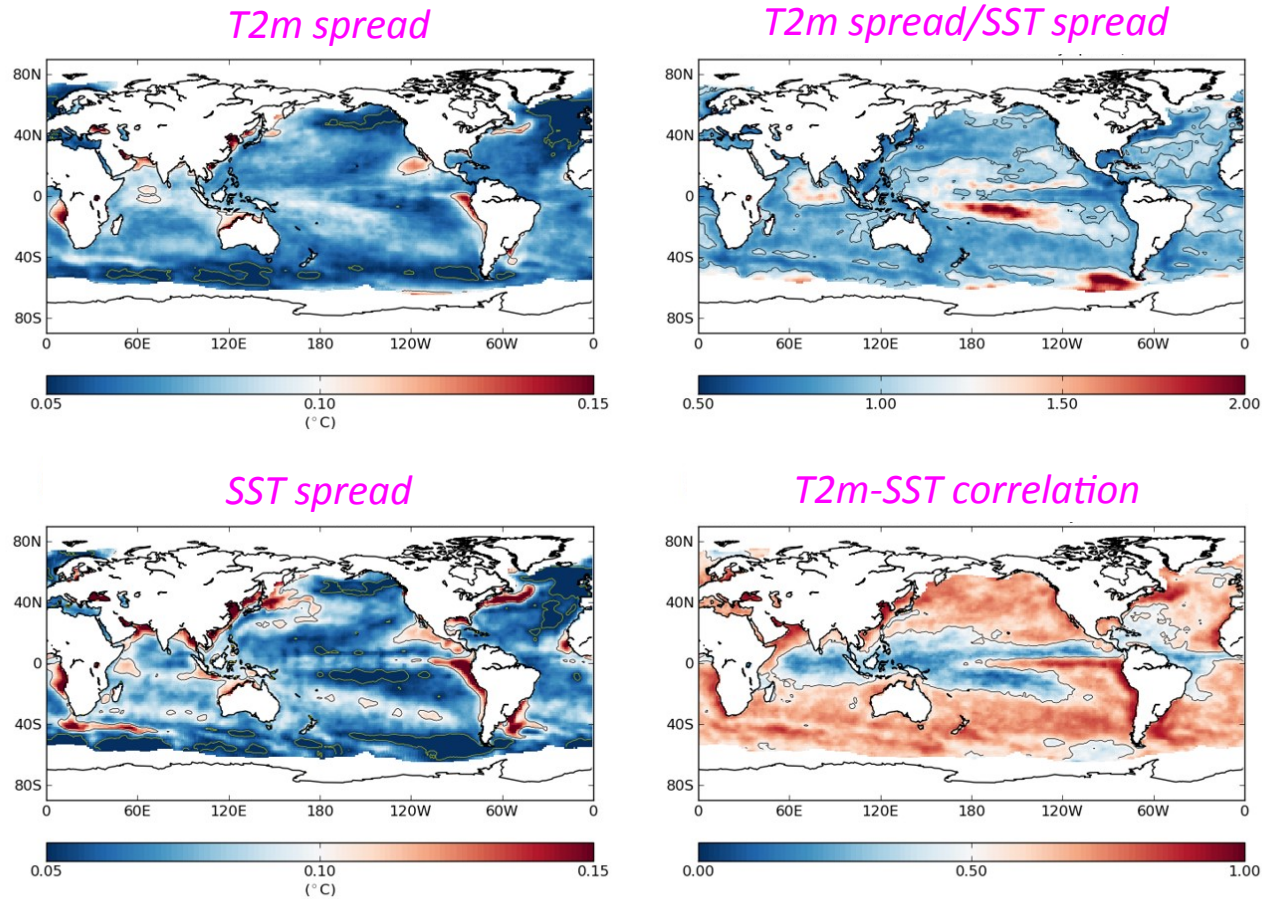 T2m spread
T2m spread/SST spread
80N
40N
0
40S
80S
0 60E 120E 180 120W 60W 0
0.05 0.10 0.15
(°C)
80N
40N
0
40S
80S
0 60E 120E 180 120W 60W 0
0.50 1.00 1.50 2.00
SST spread
T2m-SST correlation
80N
40N
0
40S
80S
0 60E 120E 180 120W 60W 0
0.05 0.10 0.15
(°C)
80N
40N
0
40S
80S
0 60E 120E 180 120W 60W 0
0.00 0.50 1.00